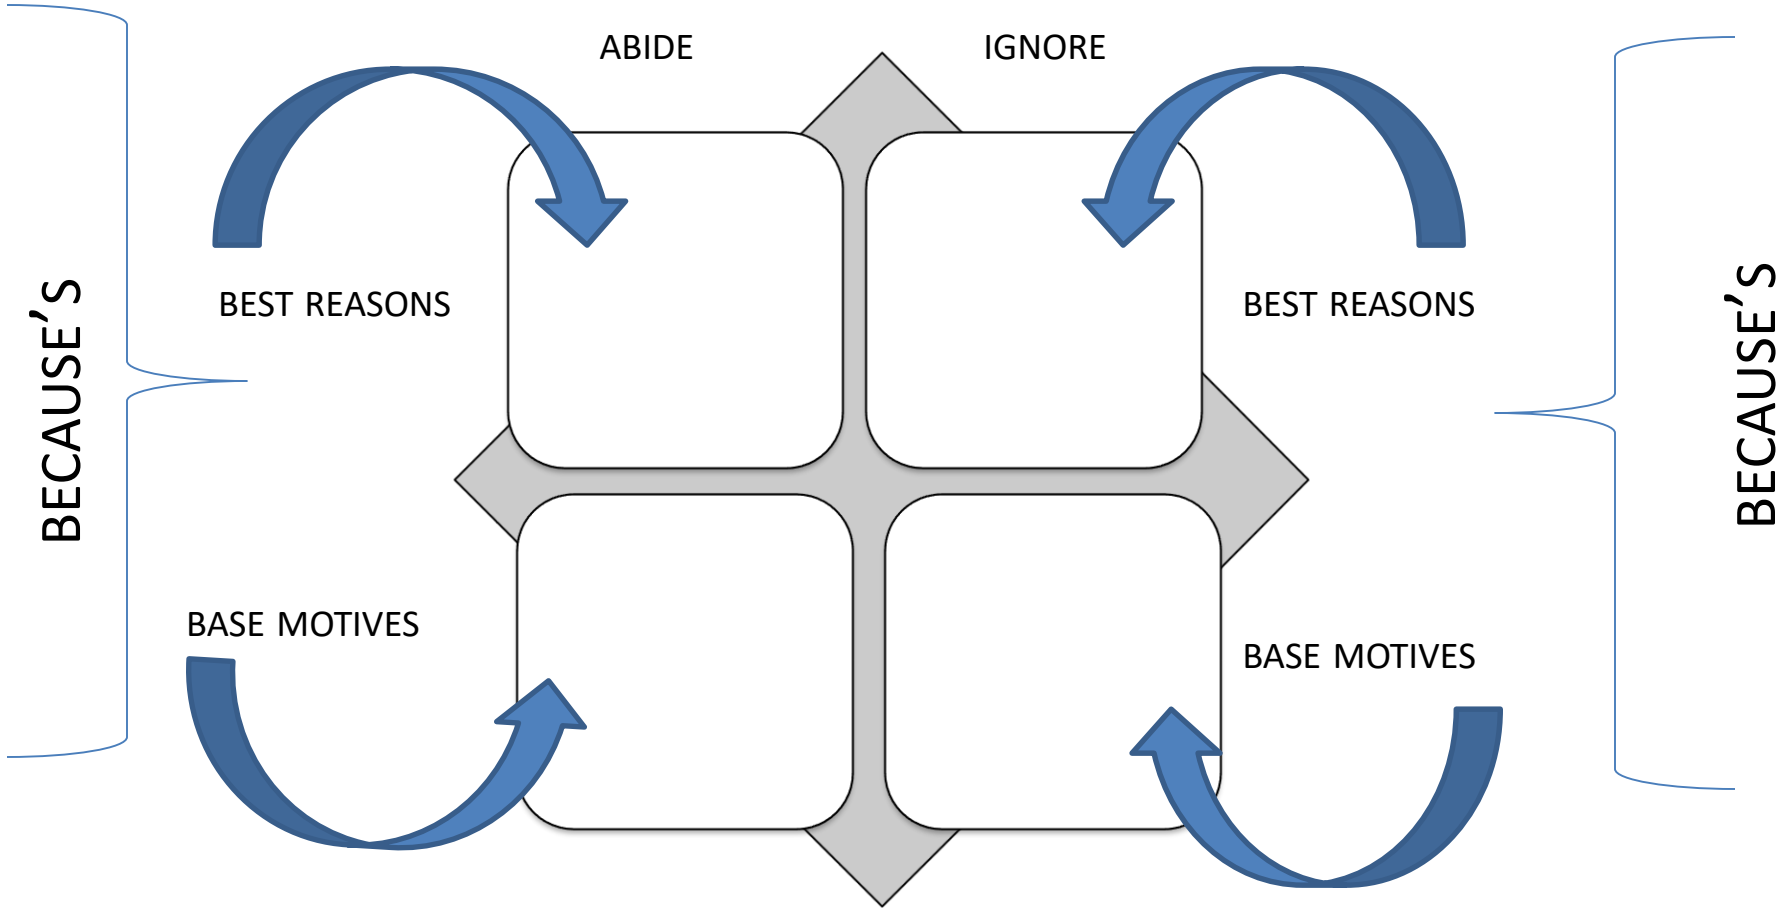 ABIDE
IGNORE
BEST REASONS
BEST REASONS
BECAUSE’S
BECAUSE’S
BASE MOTIVES
BASE MOTIVES